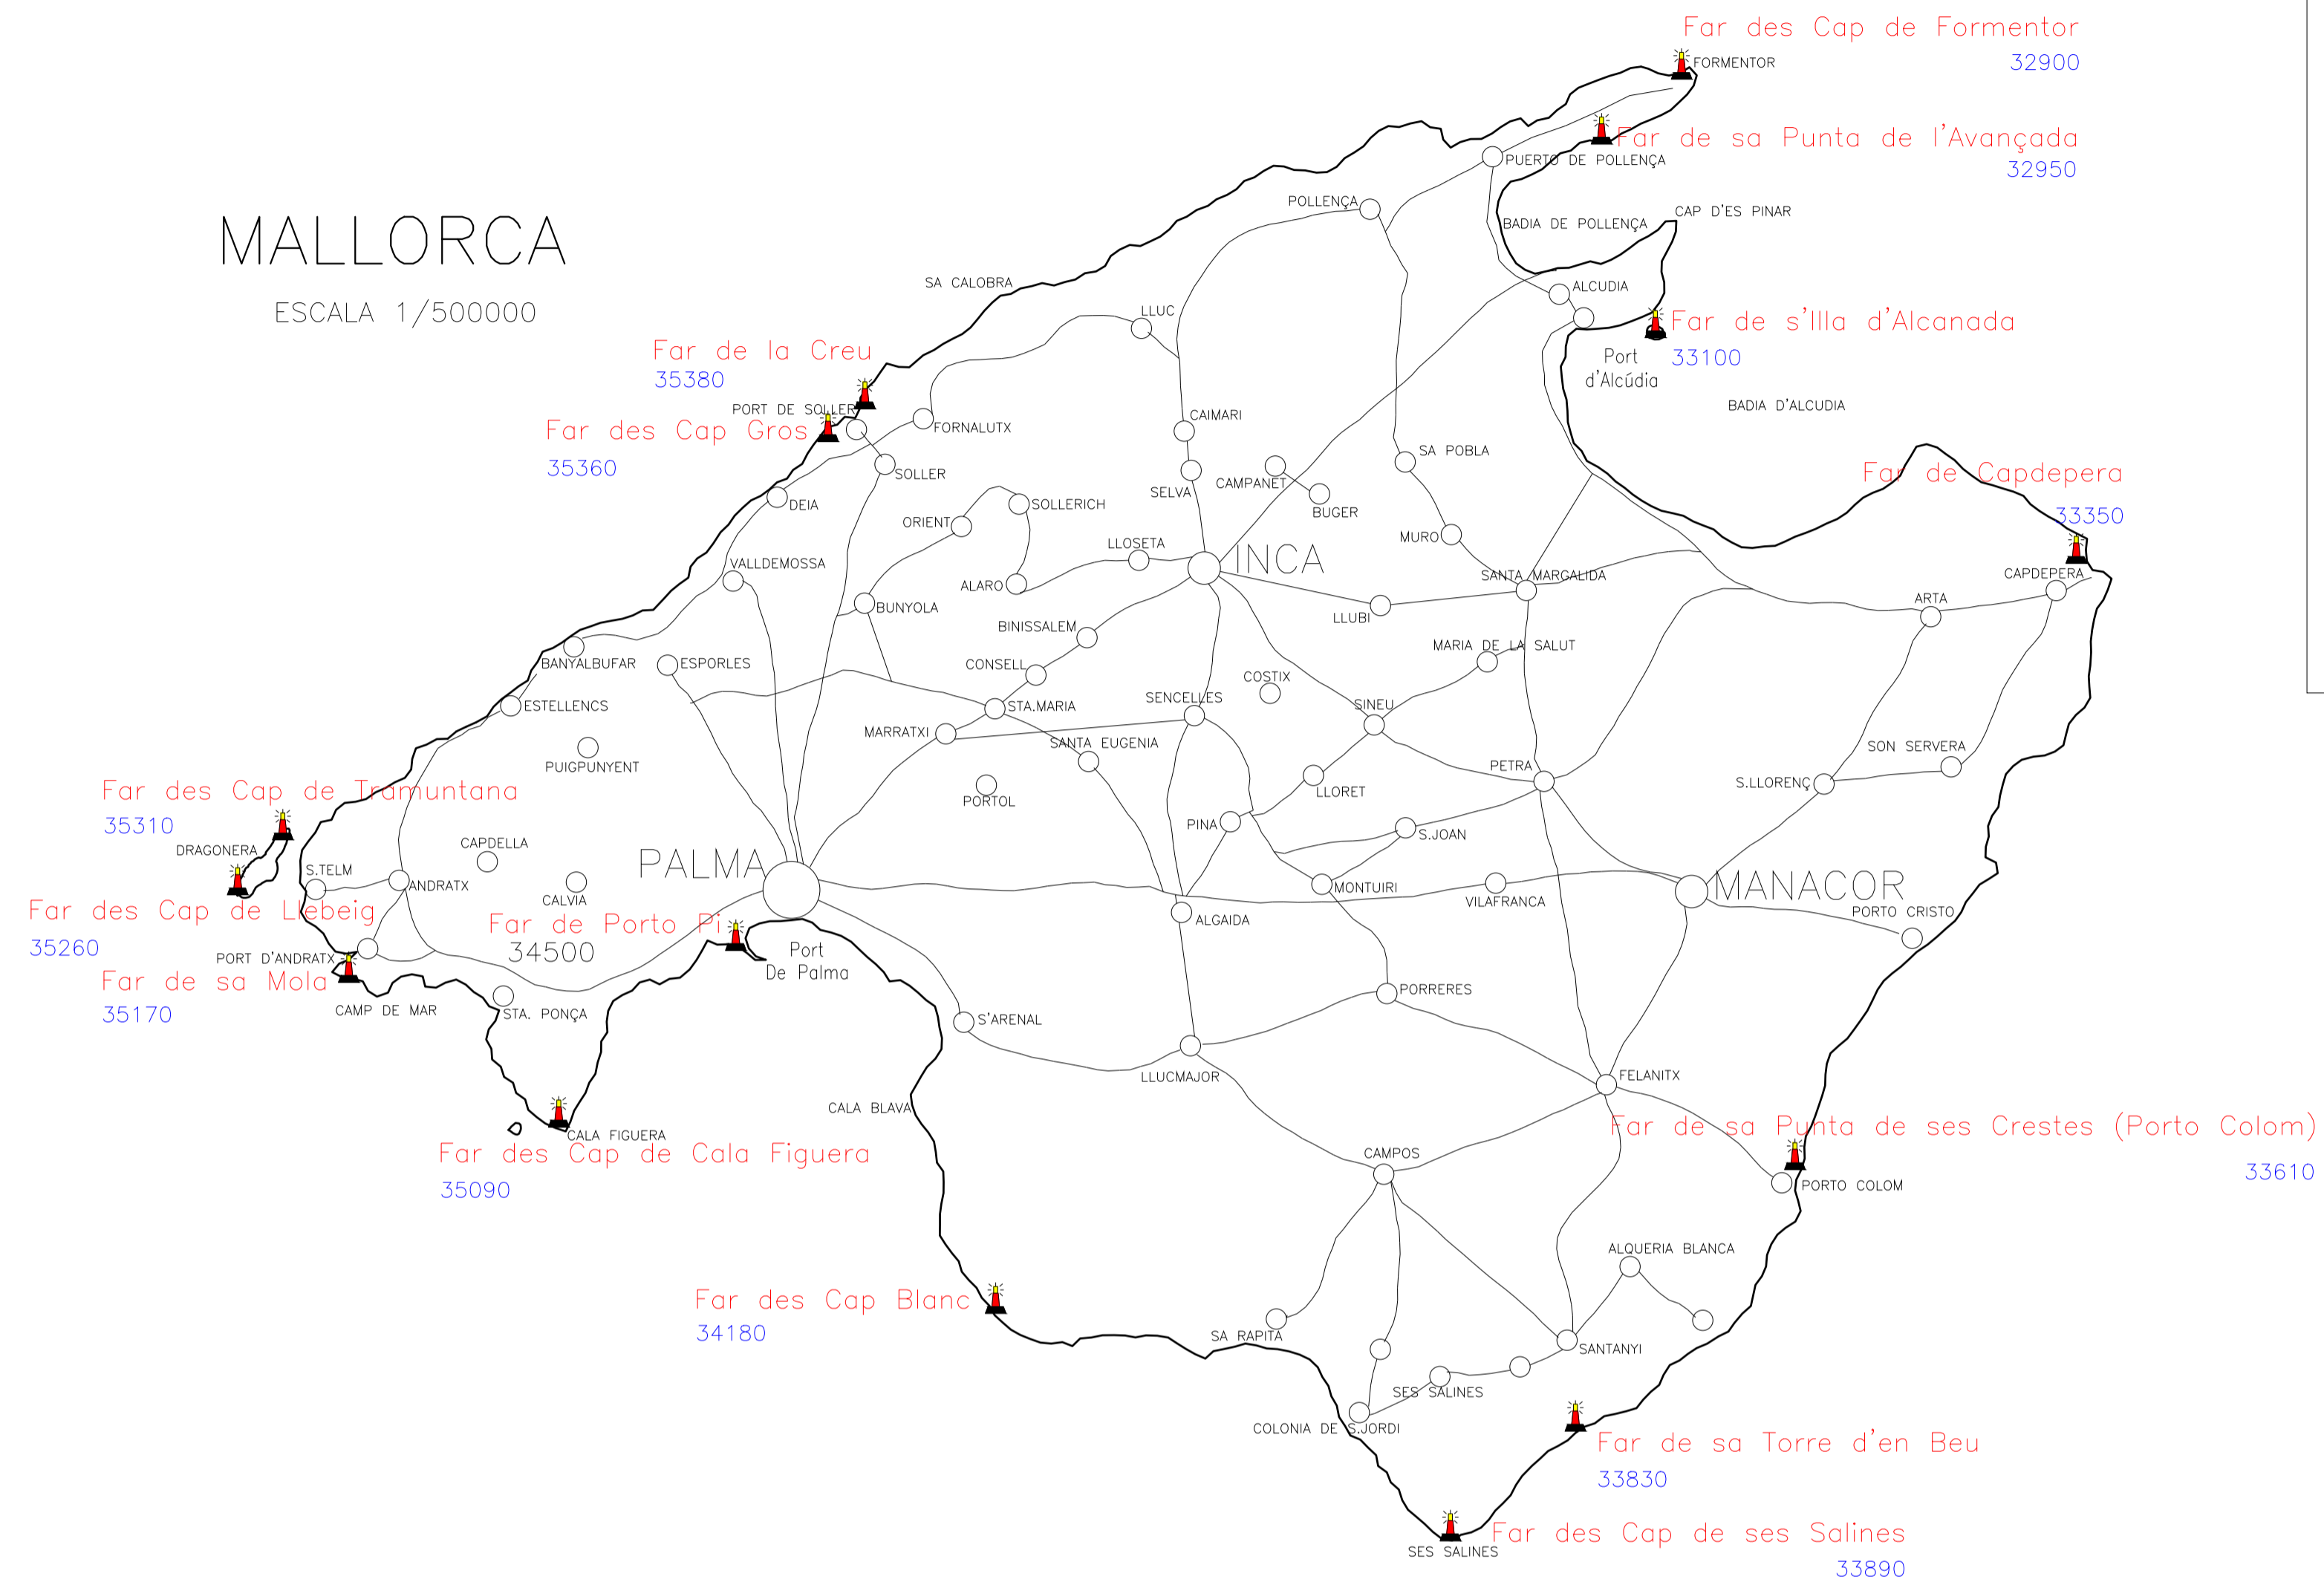 Far des Cap de Formentor
32900
FORMENTOR
Far de sa Punta de l'Avançada
32950
PUERTO DE POLLENÇA
POLLENÇA
BADIA DE POLLENÇA
CAP D'ES PINAR
MALLORCA
ESCALA 1/500000
SA CALOBRA
LLUC
ALCUDIA
Far de s'Illa d'Alcanada
33100
Port
d'Alcúdia
BADIA D'ALCUDIA
Far de la Creu
35380
PORT DE SOLLER
Far des Cap Gros
35360
FORNALUTX
CAIMARI
SOLLER
SA POBLA
Far de Capdepera
33350
CAMPANET
SELVA
BUGER
DEIA
SOLLERICH
ORIENT
MURO
LLOSETA
INCA
VALLDEMOSSA
ALARO
SANTA MARGALIDA
CAPDEPERA
ARTA
BUNYOLA
LLUBI
BINISSALEM
MARIA DE LA SALUT
BANYALBUFAR
ESPORLES
CONSELL
COSTIX
SENCELLES
ESTELLENCS
STA.MARIA
SINEU
MARRATXI
SANTA EUGENIA
SON SERVERA
PUIGPUNYENT
PETRA
S.LLORENÇ
Far des Cap de Tramuntana
35310
LLORET
PORTOL
PINA
S.JOAN
DRAGONERA
CAPDELLA
S.TELM
PALMA
ANDRATX
MONTUIRI
MANACOR
CALVIA
VILAFRANCA
Far des Cap de Llebeig
35260
PORTO CRISTO
ALGAIDA
Far de Porto Pi
34500
Port
De Palma
PORT D'ANDRATX
Far de sa Mola
35170
CAMP DE MAR
STA. PONÇA
PORRERES
S'ARENAL
LLUCMAJOR
FELANITX
CALA BLAVA
CALA FIGUERA
Far des Cap de Cala Figuera
35090
Far de sa Punta de ses Crestes (Porto Colom)
33610
CAMPOS
PORTO COLOM
ALQUERIA BLANCA
Far des Cap Blanc
34180
SA RAPITA
SANTANYI
SES SALINES
COLONIA DE S.JORDI
Far de sa Torre d'en Beu
33830
Far des Cap de ses Salines
SES SALINES
33890